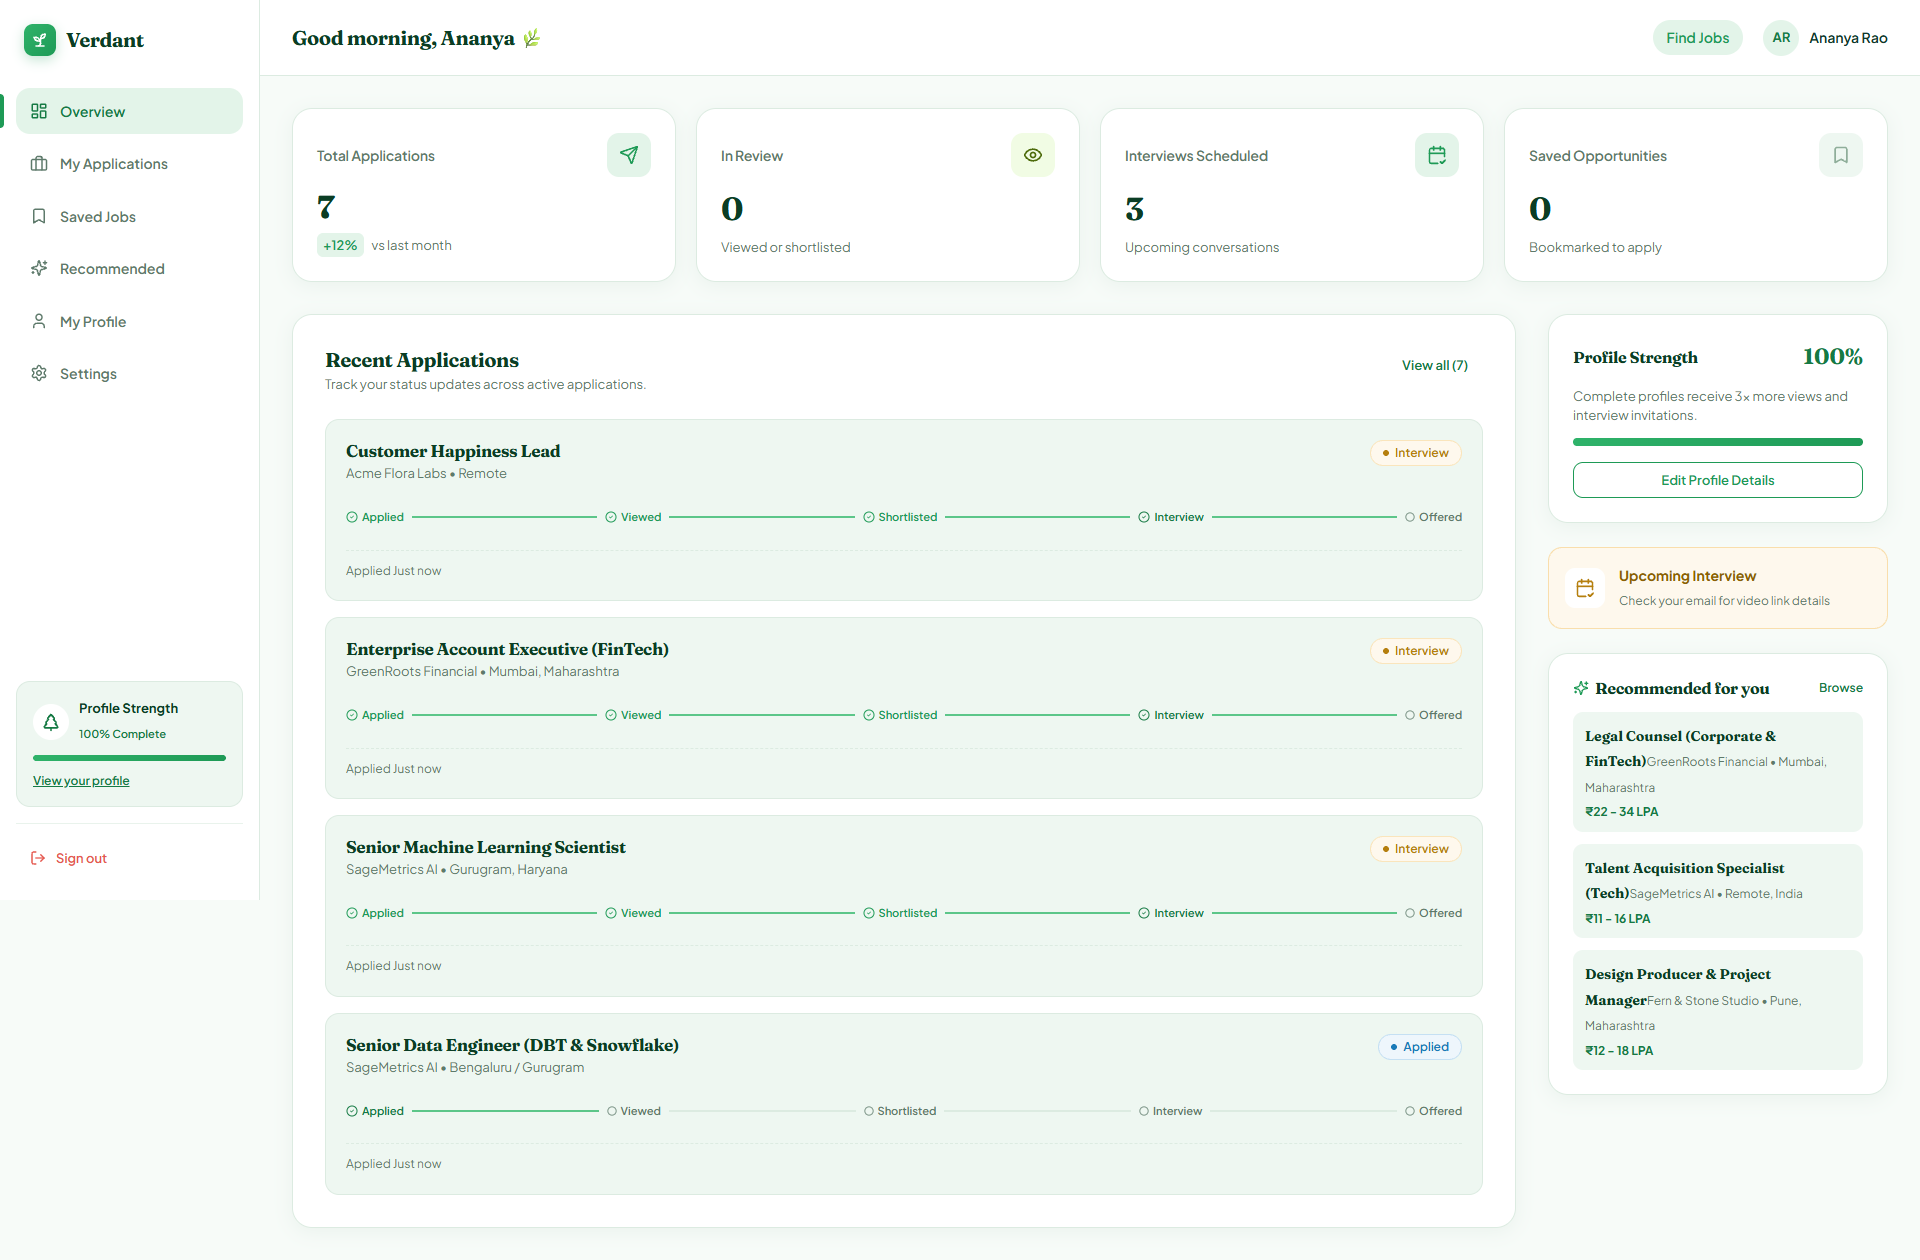 Verdant
Overview
My Applications
Saved Jobs
Recommended
My Profile
Settings
Profile Strength
100% Complete
View your profile
Sign out
Good morning, Ananya 🌿
Find Jobs
AR
Ananya Rao
Total Applications
7
+12% vs last month
In Review
0
Viewed or shortlisted
Interviews Scheduled
3
Upcoming conversations
Saved Opportunities
0
Bookmarked to apply
Recent Applications
Track your status updates across active applications.
View all (7)
Customer Happiness Lead
Acme Flora Labs • Remote
Interview
Applied Viewed Shortlisted Interview Offered
Applied Just now
Enterprise Account Executive (FinTech)
GreenRoots Financial • Mumbai, Maharashtra
Interview
Applied Viewed Shortlisted Interview Offered
Applied Just now
Senior Machine Learning Scientist
SageMetrics AI • Gurugram, Haryana
Interview
Applied Viewed Shortlisted Interview Offered
Applied Just now
Senior Data Engineer (DBT & Snowflake)
SageMetrics AI • Bengaluru / Gurugram
Applied
Applied Viewed Shortlisted Interview Offered
Applied Just now
Profile Strength
100%
Complete profiles receive 3× more views and
interview invitations.
Edit Profile Details
Upcoming Interview
Check your email for video link details
Recommended for you
Browse
Legal Counsel (Corporate &
FinTech)GreenRoots Financial • Mumbai,
Maharashtra
₹22 – 34 LPA
Talent Acquisition Specialist
(Tech)SageMetrics AI • Remote, India
₹11 – 16 LPA
Design Producer & Project
ManagerFern & Stone Studio • Pune,
Maharashtra
₹12 – 18 LPA